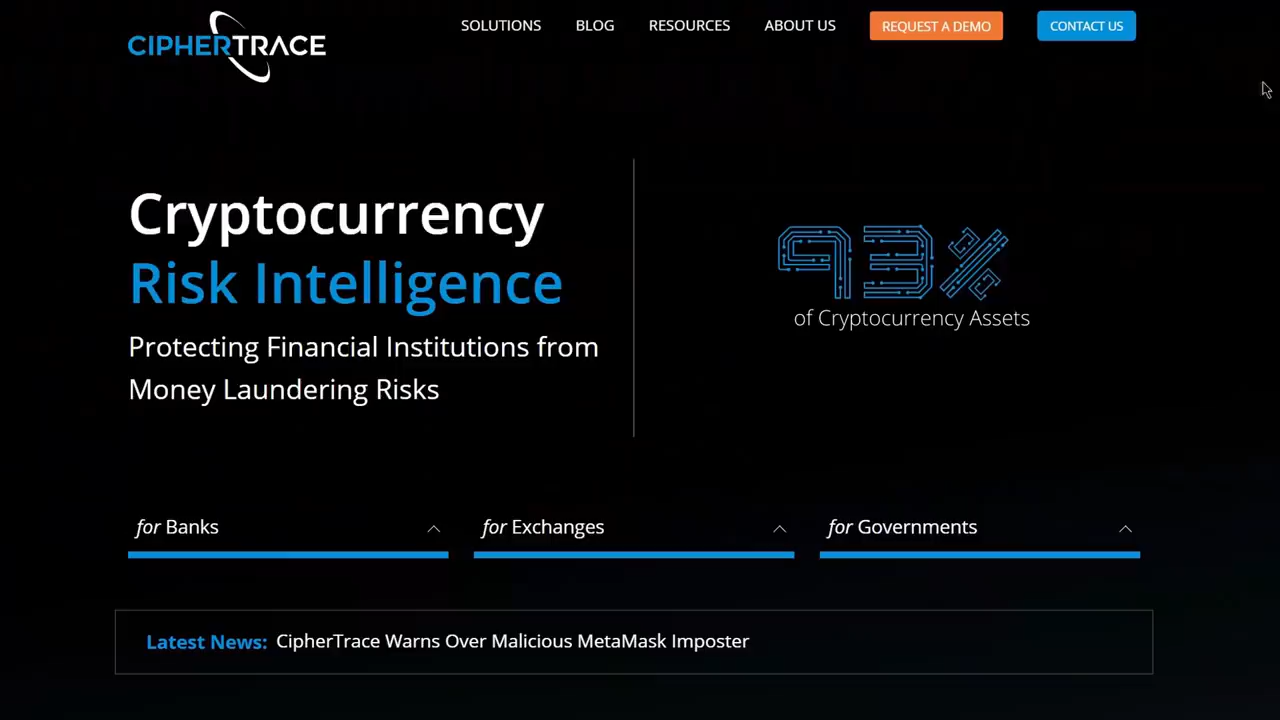 CIPHERTRACE
SOLUTIONS
BLOG
RESOURCES
ABOUT US
REQUEST A DEMO
CONTACT US
Cryptocurrency
Risk Intelligence
Protecting Financial Institutions from
Money Laundering Risks
93%
of Cryptocurrency Assets
for Banks
for Exchanges
for Governments
Latest News: CipherTrace Warns Over Malicious MetaMask Imposter